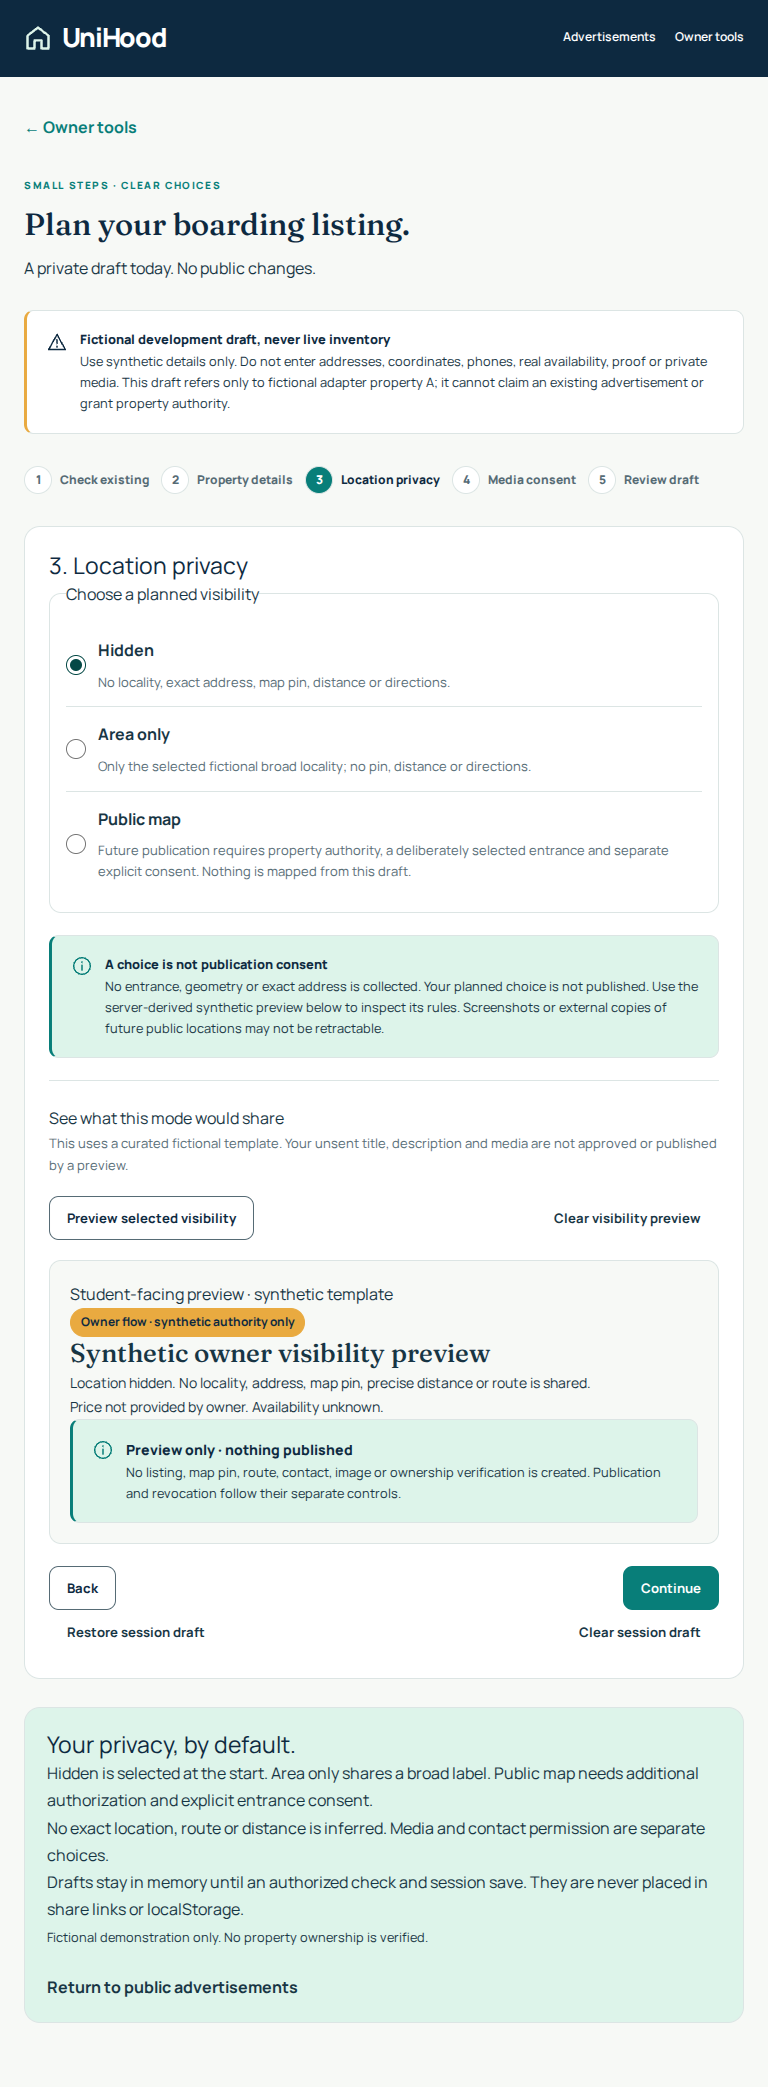 UniHood
Advertisements
Owner tools
← Owner tools
SMALL STEPS · CLEAR CHOICES
Plan your boarding listing.
A private draft today. No public changes.
Fictional development draft, never live inventory
Use synthetic details only. Do not enter addresses, coordinates, phones, real availability, proof or private
media. This draft refers only to fictional adapter property A; it cannot claim an existing advertisement or
grant property authority.
1 Check existing 2 Property details 3 Location privacy 4 Media consent 5 Review draft
3. Location privacy
Choose a planned visibility
Hidden
No locality, exact address, map pin, distance or directions.
Area only
Only the selected fictional broad locality; no pin, distance or directions.
Public map
Future publication requires property authority, a deliberately selected entrance and separate
explicit consent. Nothing is mapped from this draft.
A choice is not publication consent
No entrance, geometry or exact address is collected. Your planned choice is not published. Use the
server-derived synthetic preview below to inspect its rules. Screenshots or external copies of
future public locations may not be retractable.
See what this mode would share
This uses a curated fictional template. Your unsent title, description and media are not approved or published
by a preview.
Preview selected visibility
Clear visibility preview
Student-facing preview · synthetic template
Owner flow · synthetic authority only
Synthetic owner visibility preview
Location hidden. No locality, address, map pin, precise distance or route is shared.
Price not provided by owner. Availability unknown.
Preview only · nothing published
No listing, map pin, route, contact, image or ownership verification is created. Publication
and revocation follow their separate controls.
Back
Continue
Restore session draft
Clear session draft
Your privacy, by default.
Hidden is selected at the start. Area only shares a broad label. Public map needs additional
authorization and explicit entrance consent.
No exact location, route or distance is inferred. Media and contact permission are separate
choices.
Drafts stay in memory until an authorized check and session save. They are never placed in
share links or localStorage.
Fictional demonstration only. No property ownership is verified.
Return to public advertisements